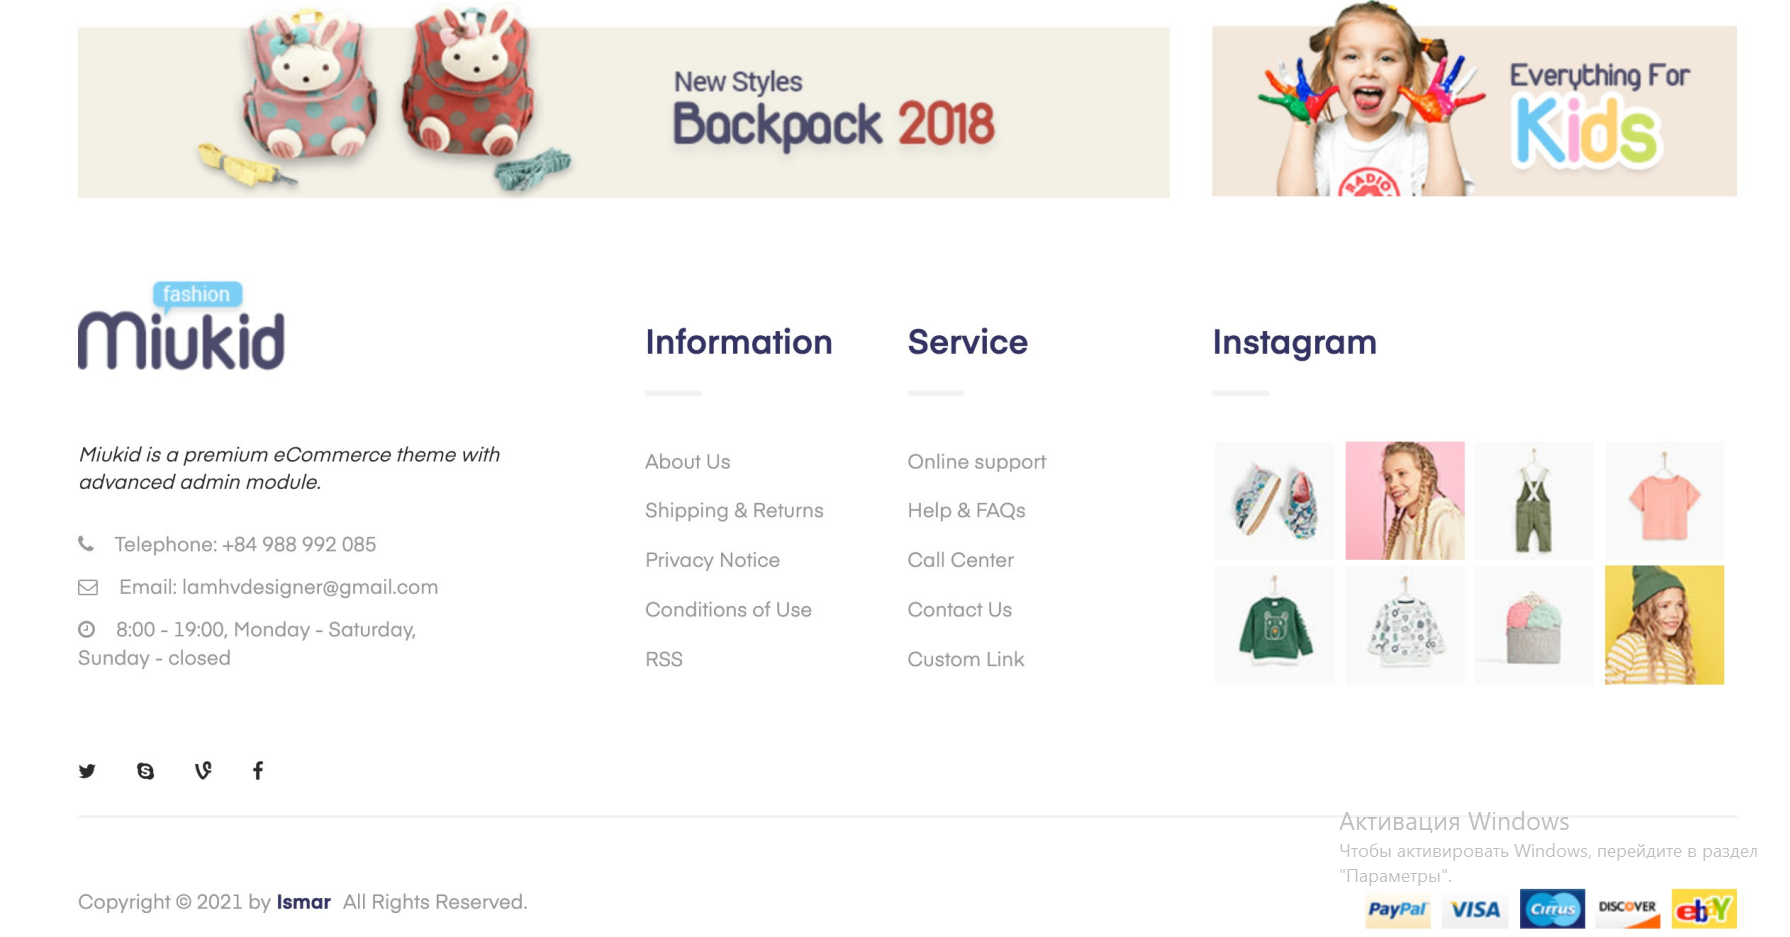 New Styles
Backpack 2018
Everything For
Kids
RADIO
fashion
Miukid
Miukid is a premium eCommerce theme with
advanced admin module.
Telephone: +84 988 992 085
Email: lamhvdesigner@gmail.com
8:00 - 19:00, Monday - Saturday,
Sunday - closed
Information
About Us
Shipping & Returns
Privacy Notice
Conditions of Use
RSS
Service
Online support
Help & FAQs
Call Center
Contact Us
Custom Link
Instagram
Активация Windows
Чтобы активировать Windows, перейдите в раздел
"Параметры".
Copyright © 2021 by Ismar All Rights Reserved.
PayPal VISA Cirrus DISCOVER ebY